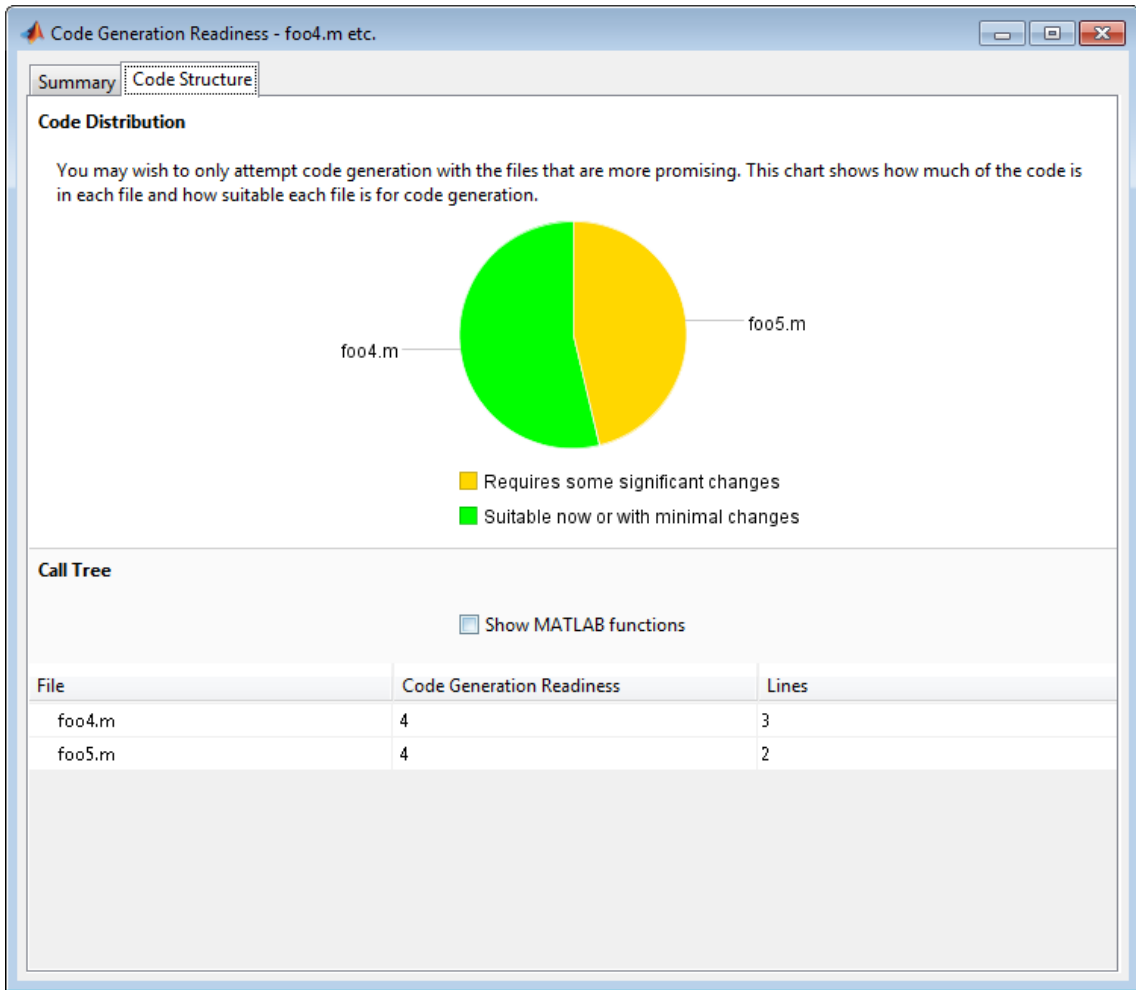 Code Generation Readiness - foo4.m etc.
Summary
Code Structure
Code Distribution
You may wish to only attempt code generation with the files that are more promising. This chart shows how much of the code is
in each file and how suitable each file is for code generation.
foo5.m
foo4.m
Requires some significant changes
Suitable now or with minimal changes
Call Tree
Show MATLAB functions
File Code Generation Readiness Lines
foo4.m 4 3
foo5.m 4 2